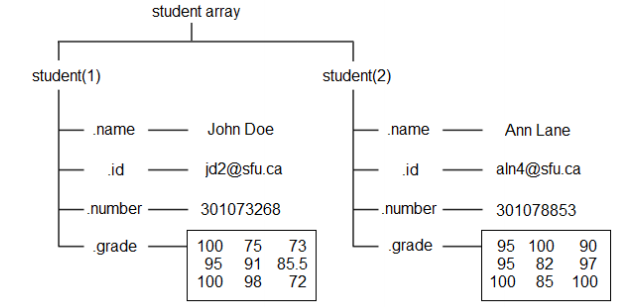 student array
student(1) student(2)
.name John Doe .name Ann Lane
.id jd2@sfu.ca .id aln4@sfu.ca
.number 301073268 .number 301078853
.grade 100 75 73 .grade 95 100 90
95 91 85.5 95 82 97
100 98 72 100 85 100